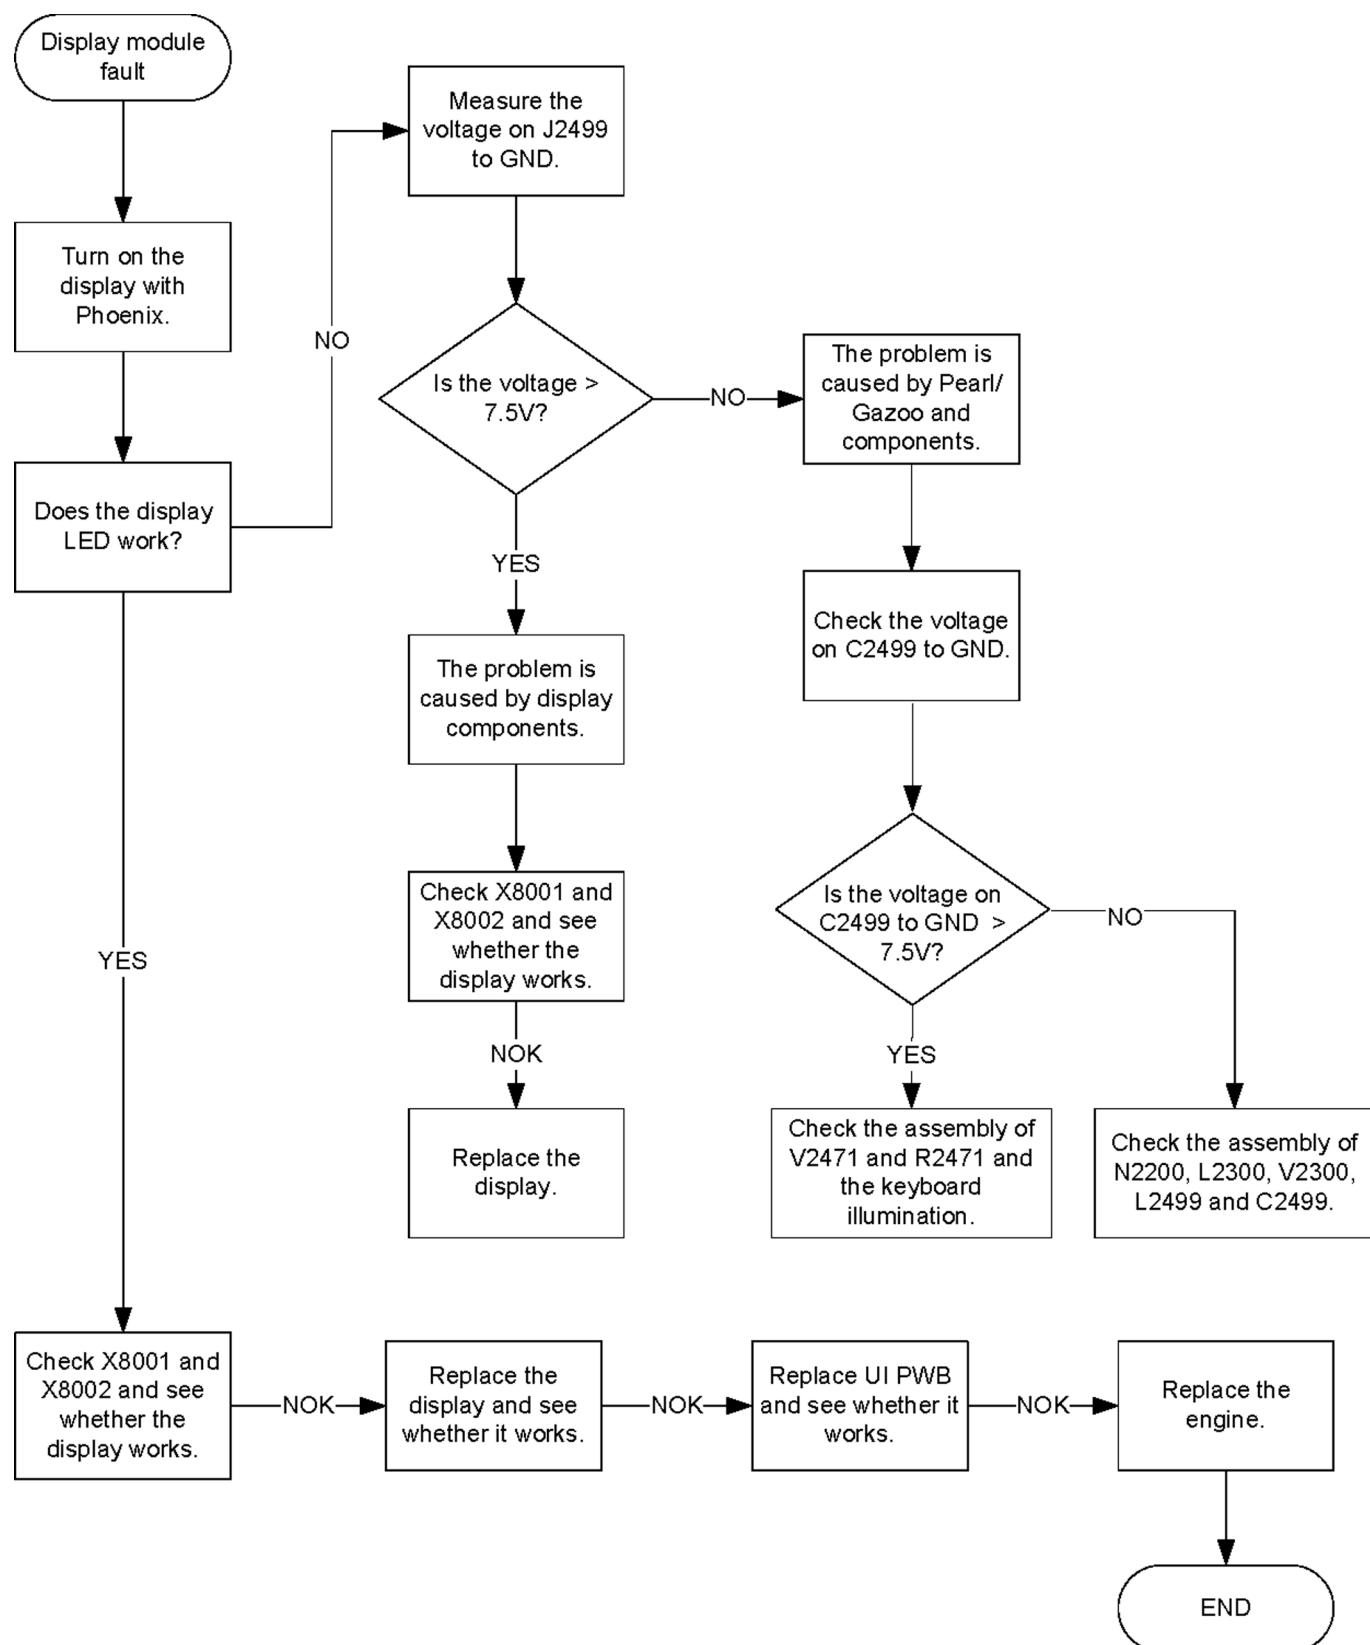 Display module
fault
Turn on the
display with
Phoenix.
Does the display
LED work?
NO
Measure the
voltage on J2499
to GND.
Is the voltage >
7.5V?
NO
The problem is
caused by Pearl/
Gazoo and
components.
YES
Check the voltage
on C2499 to GND.
The problem is
caused by display
components.
Check X8001 and
X8002 and see
whether the
display works.
Is the voltage on
C2499 to GND  >
7.5V?
NO
YES
NOK
YES
Replace the
display.
Check the assembly of
V2471 and R2471 and
the keyboard
illumination.
Check the assembly of
N2200, L2300, V2300,
L2499 and C2499.
Check X8001 and
X8002 and see
whether the
display works.
NOK
Replace the
display and see
whether it works.
NOK
Replace UI PWB
and see whether it
works.
NOK
Replace the
engine.
END